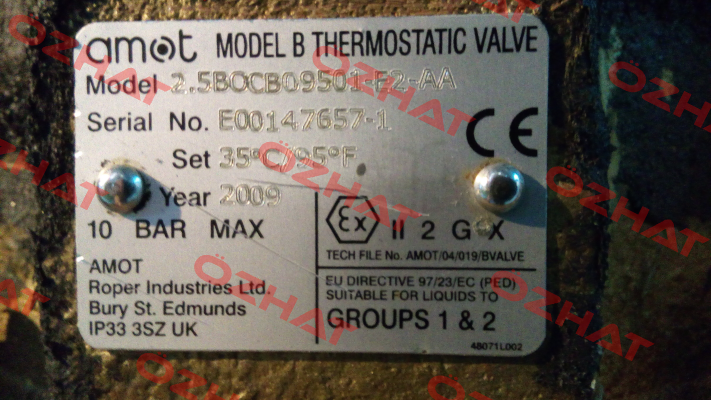 amot MODEL B THERMOSTATIC VALVE
Model 2.5BOCB09501-E2-AA
Serial No. E00147657-1
CE
Set 35°C/95°F
Year 2009
10 BAR MAX
Ex II 2 G X
TECH FILE No. AMOT/04/019/BVALVE
AMOT
Roper Industries Ltd.
Bury St. Edmunds
IP33 3SZ UK
EU DIRECTIVE 97/23/EC (PED)
SUITABLE FOR LIQUIDS TO
GROUPS 1 & 2
48071L002
OZHAT